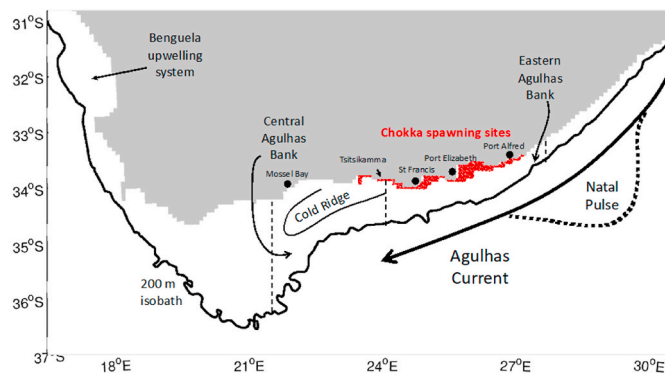 31°S
32°S
33°S
34°S
35°S
36°S
37°S
18°E
21°E
24°E
27°E
30°E
Benguela
upwelling
system
Central
Agulhas
Bank
Eastern
Agulhas
Bank
Chokka spawning sites
Mossel Bay
Tsitsikamma
St Francis
Port Elizabeth
Port Alfred
Cold Ridge
Natal
Pulse
Agulhas
Current
200 m
isobath